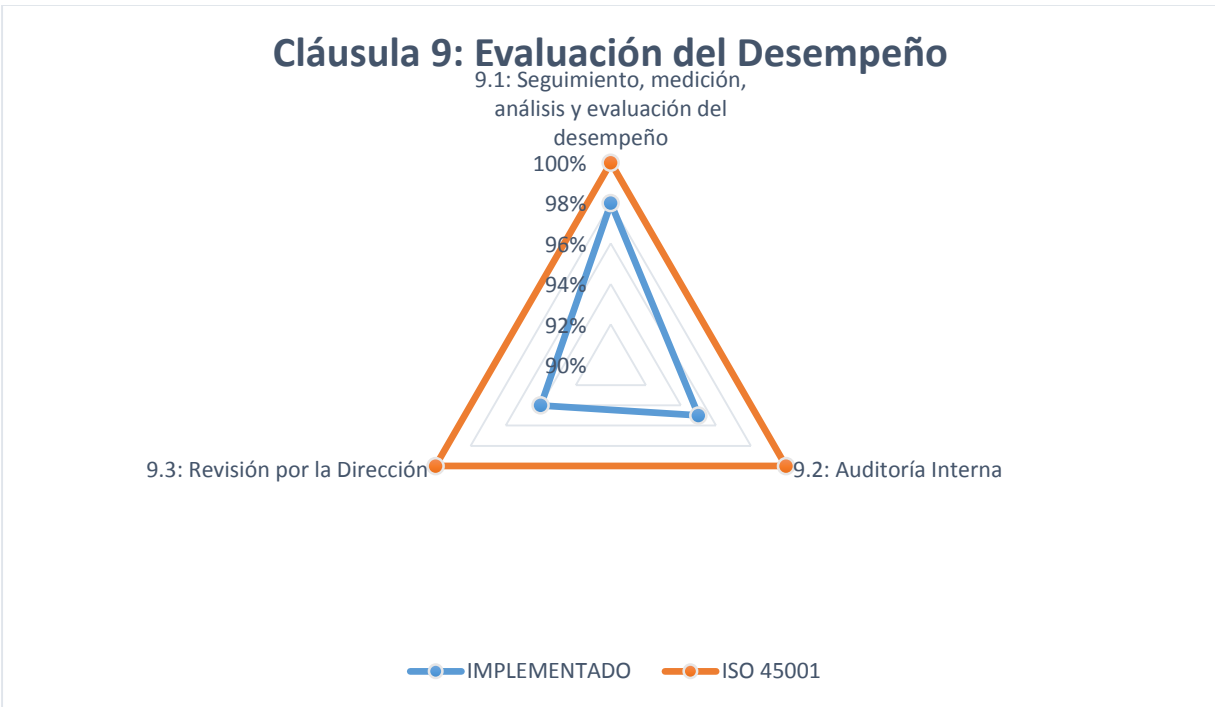 Cláusula 9: Evaluación del Desempeño
9.1: Seguimiento, medición,
análisis y evaluación del
desempeño
100%
98%
96%
94%
92%
90%
9.3: Revisión por la Dirección
9.2: Auditoría Interna
IMPLEMENTADO
ISO 45001